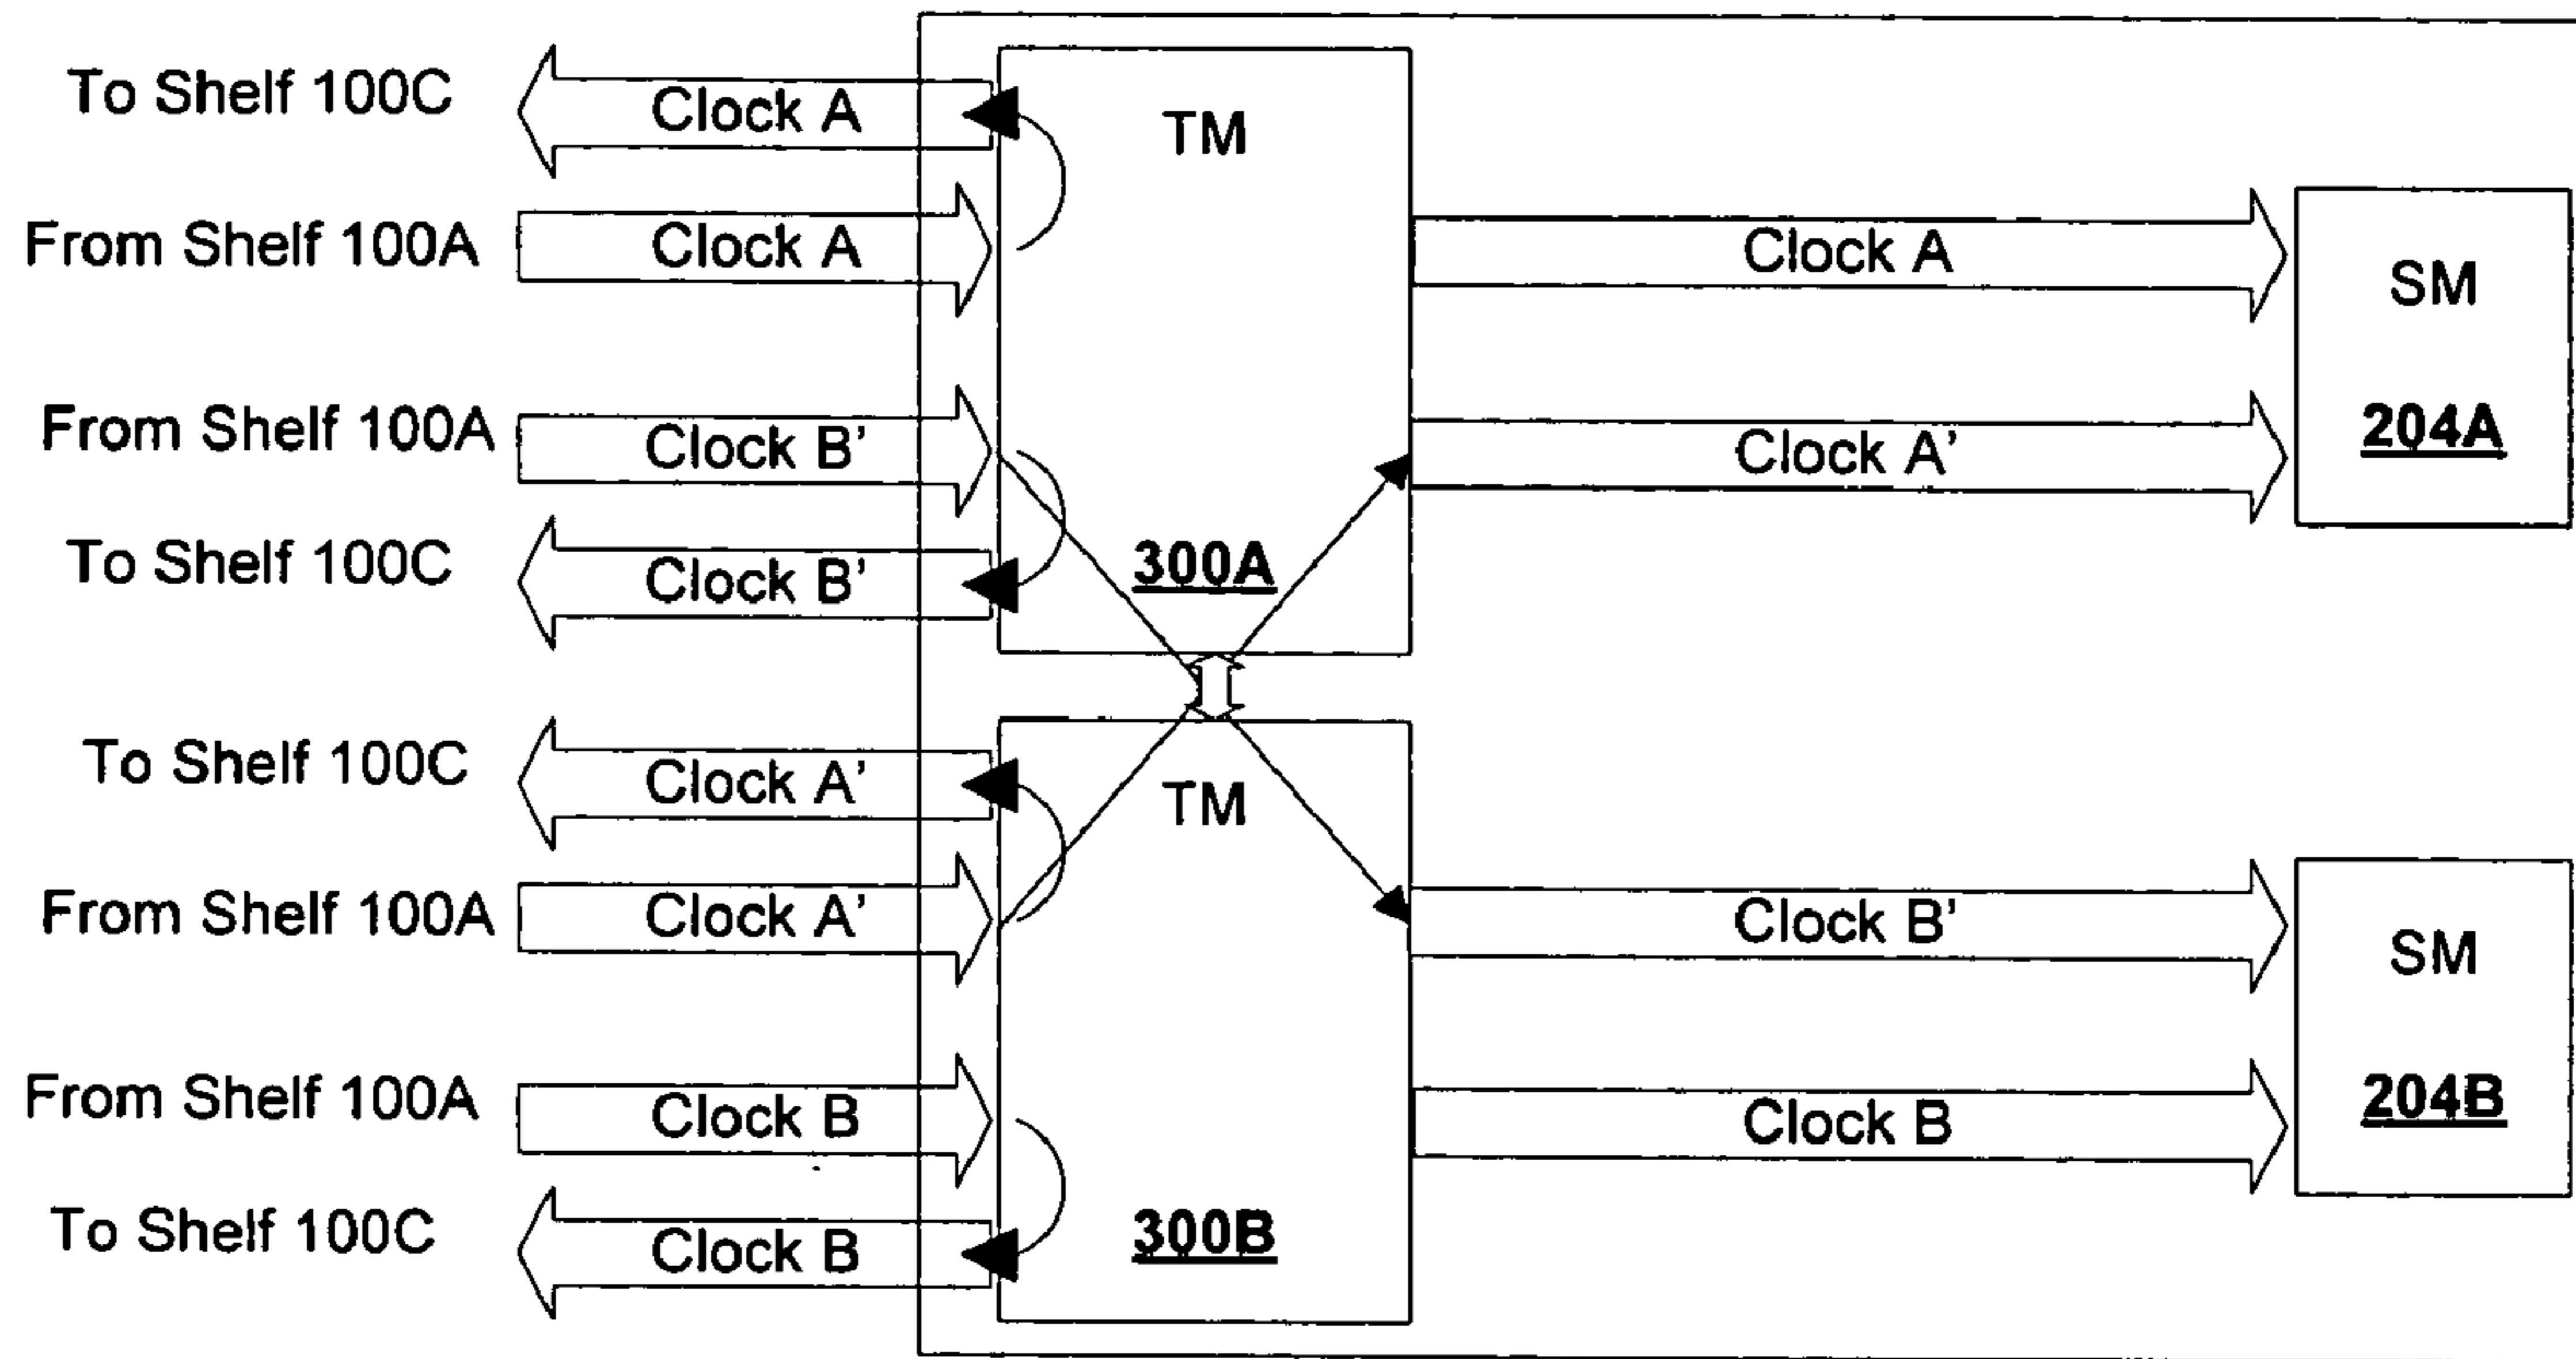 To Shelf 100C
Clock A
TM
From Shelf 100A
Clock A
Clock A
SM
From Shelf 100A
Clock B'
Clock A'
204A
To Shelf 100C
Clock B'
300A
To Shelf 100C
Clock A'
TM
From Shelf 100A
Clock A'
Clock B'
SM
From Shelf 100A
Clock B
Clock B
204B
To Shelf 100C
Clock B
300B